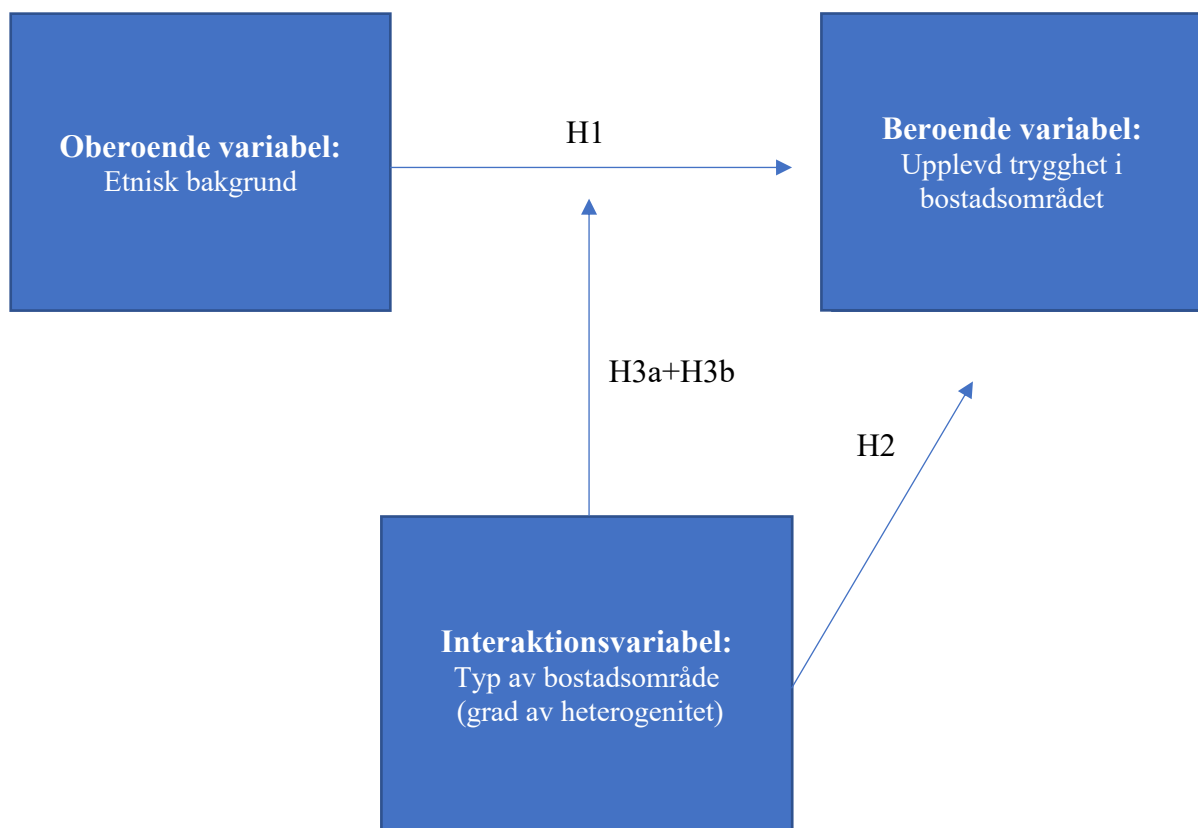 Oberoende variabel:
Etnisk bakgrund
H1
Beroende variabel:
Upplevd trygghet i
bostadsområdet
H3a+H3b
H2
Interaktionsvariabel:
Typ av bostadsområde
(grad av heterogenitet)